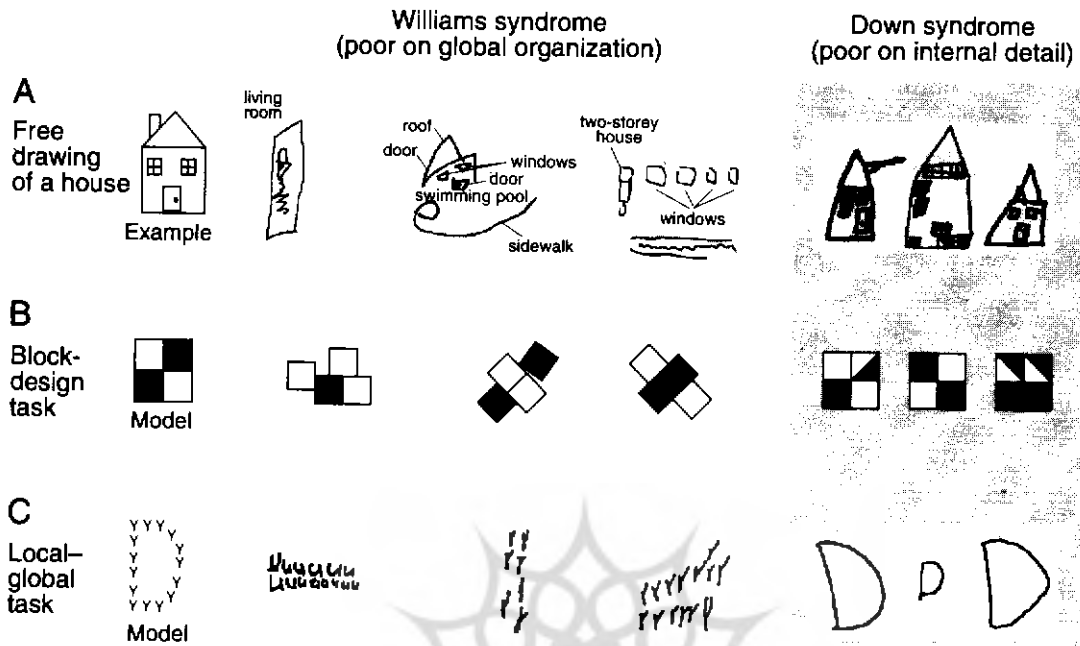 Williams syndrome
(poor on global organization)
Down syndrome
(poor on internal detail)
A
Free
drawing
of a house
Example
living
room
roof
door
windows
door
swimming pool
sidewalk
two-storey
house
windows
B
Block-
design
task
Model
C
Local–
global
task
Y Y Y Y
Y Y
Y Y
Y Y
Y Y
Y Y
Y Y Y Y
Model